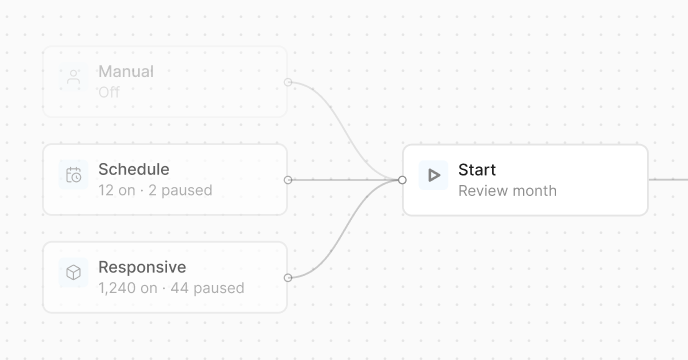 Manual
Off
Schedule
12 on · 2 paused
Responsive
1,240 on · 44 paused
Start
Review month